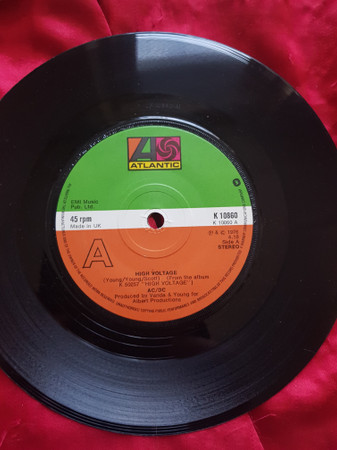 ATLANTIC
EMI Music
Pub. Ltd.
45 rpm
Made in UK
K 10860
K 10860 A
℗ & © 1975
Side A
STEREO
A
HIGH VOLTAGE
(Young/Young/Scott) - (From the album
K 50257 "HIGH VOLTAGE")
AC/DC
Produced by Vanda & Young for
Albert Productions